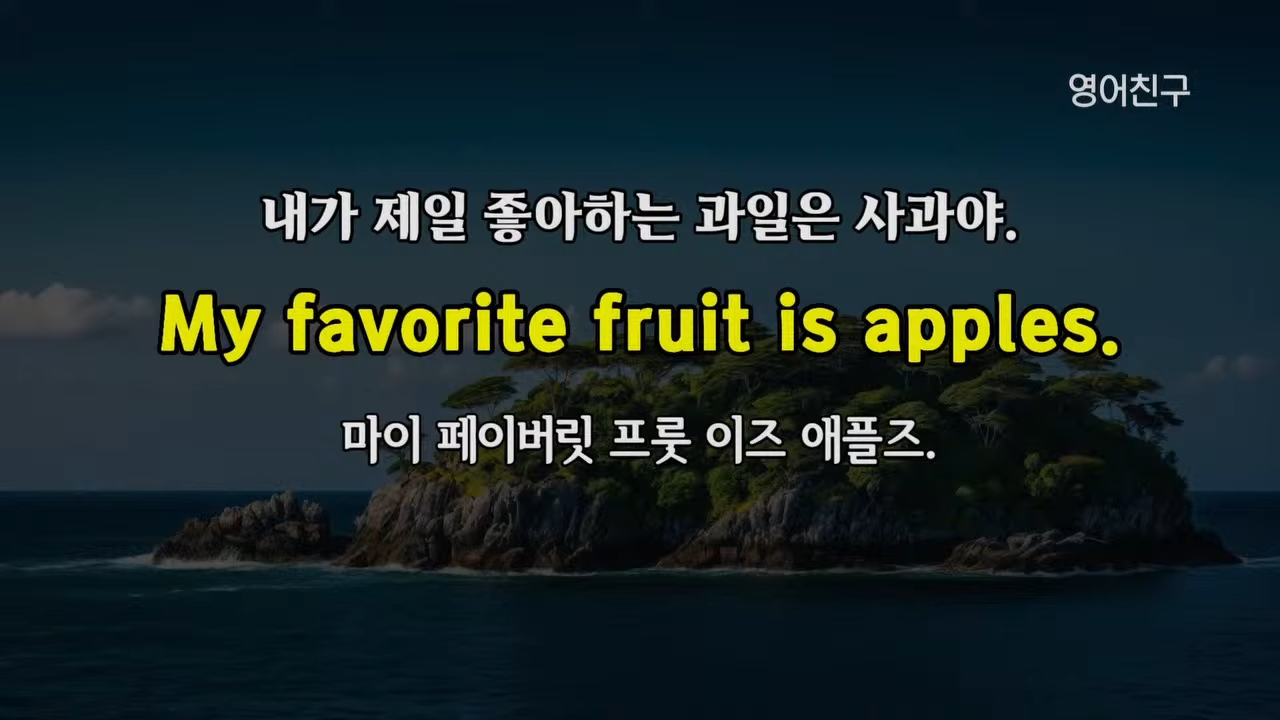 영어친구
내가 제일 좋아하는 과일은 사과야.
My favorite fruit is apples.
마이 페이버릿 프룻 이즈 애플즈.